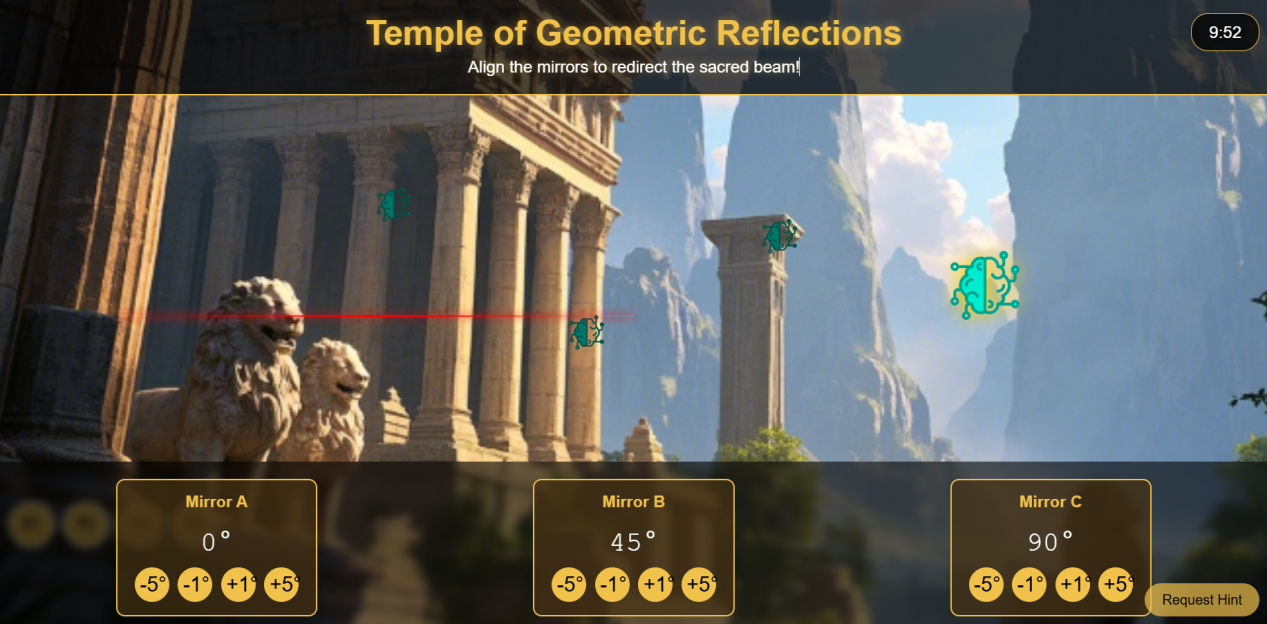 Temple of Geometric Reflections
9:52
Align the mirrors to redirect the sacred beam!
Mirror A
0°
-5° -1° +1° +5°
Mirror B
45°
-5° -1° +1° +5°
Mirror C
90°
-5° -1° +1° +5°
Request Hint